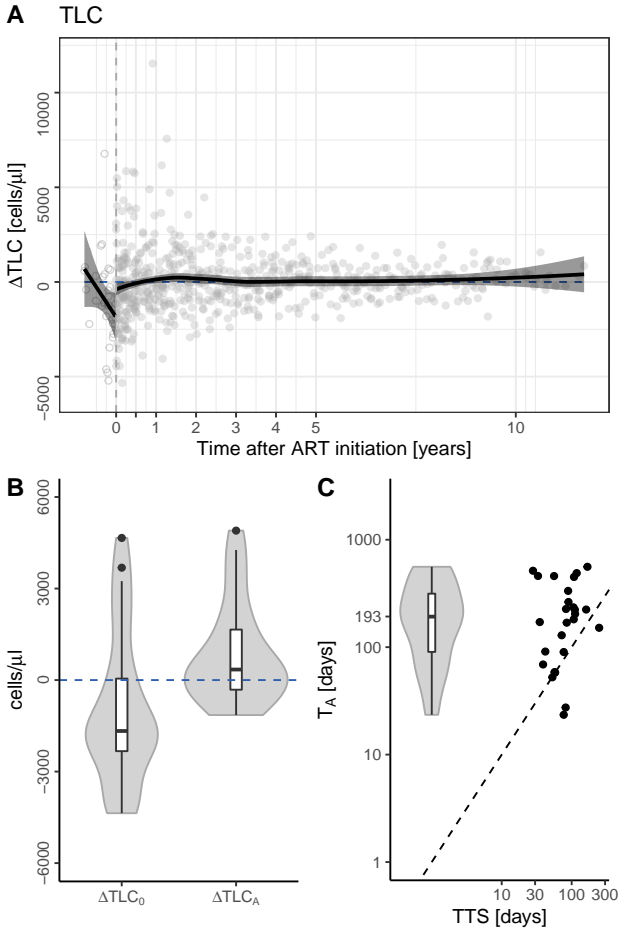 A TLC
ΔTLC [cells/μl]
10000
5000
0
−5000
0 1 2 3 4 5 10
Time after ART initiation [years]
B
cells/μl
6000
3000
0
−3000
−6000
ΔTLC₀ ΔTLC_A
C
T_A [days]
1000
193
100
10
1
10 30 100 300
TTS [days]